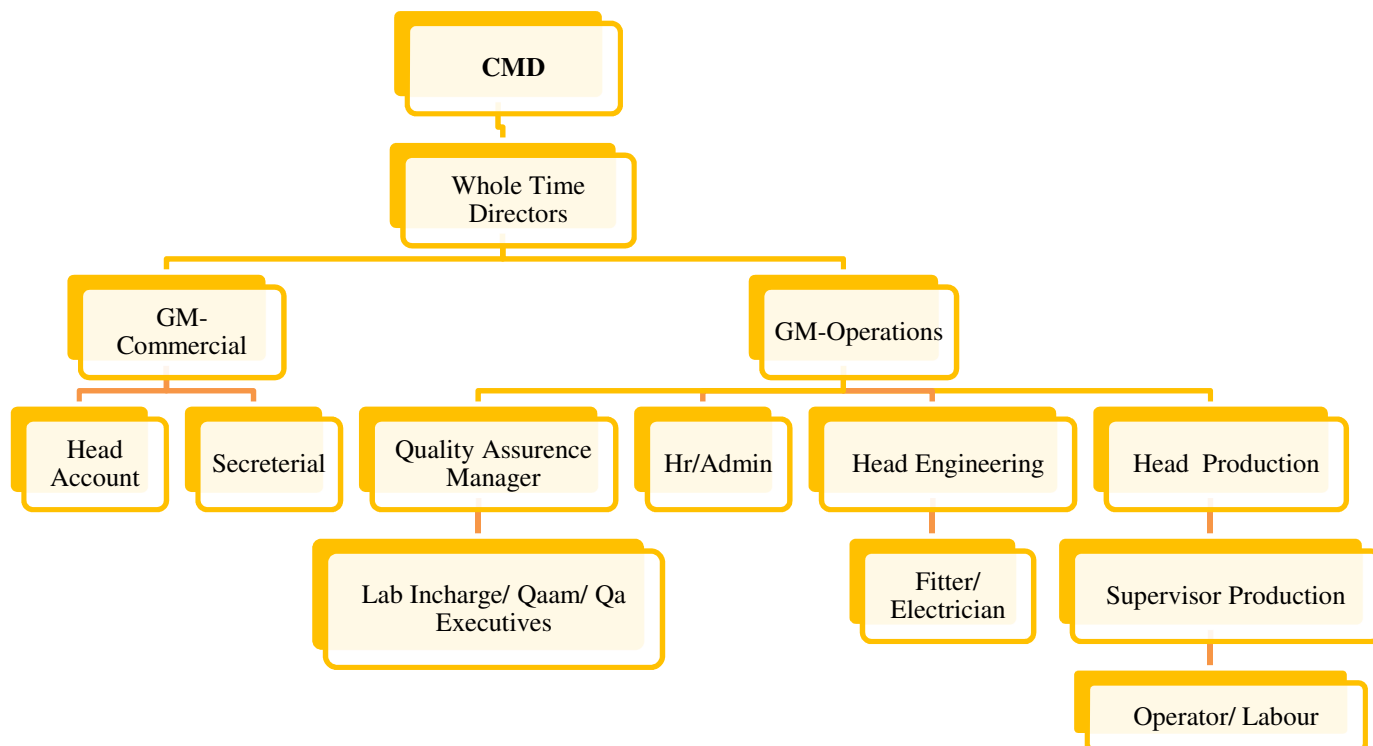 CMD
Whole Time
Directors
GM-
Commercial
GM-Operations
Head
Account
Secreterial
Quality Assurence
Manager
Hr/Admin
Head Engineering
Head Production
Lab Incharge/ Qaam/ Qa
Executives
Fitter/
Electrician
Supervisor Production
Operator/ Labour